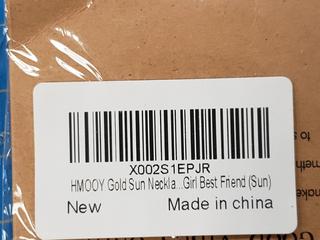 X002S1EPJR
HMOOY Gold Sun Neckla...Girl Best Friend (Sun)
New Made in china